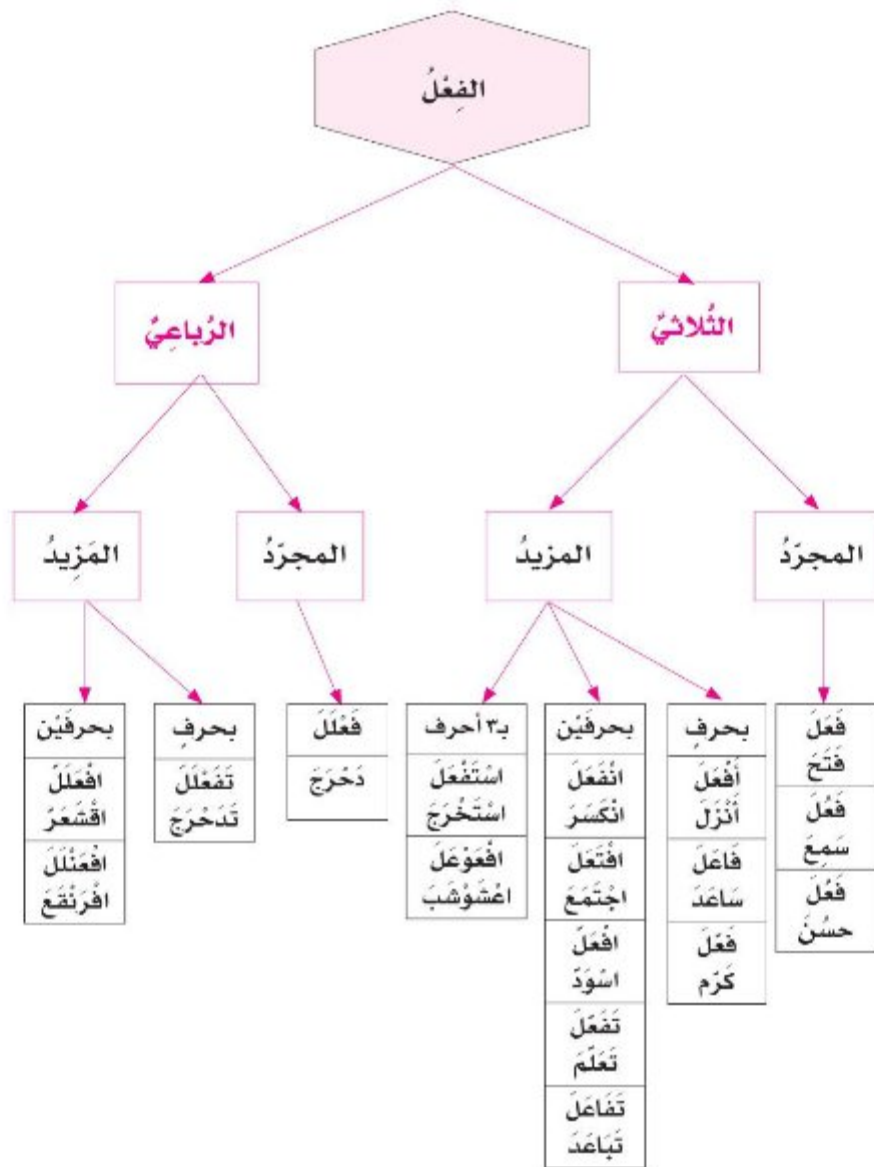 الفِعْلُ
الثُّلاثيّ
الرُباعِيّ
المجرّدُ
المزيدُ
المجرّدُ
المَزِيدُ
فَعَلَ
فَتَحَ
فَعُلَ
سَمِعَ
فَعُلَ
حسُنَ
بحرفٍ
أَفْعَلَ
أَنْزَلَ
فَاعَلَ
سَاعَدَ
فَعّلَ
كَرّم
بحرفَيْن
انْفَعَلَ
انْكَسَرَ
افْتَعَلَ
اجْتَمَعَ
افْعَلّ
اسْوَدّ
تَفَعّلَ
تَعَلّمَ
تَفَاعَلَ
تَبَاعَدَ
بـ٣ أحرف
اسْتَفْعَلَ
اسْتَخْرَجَ
افْعَوْعَلَ
اعْشَوْشَبَ
فَعْلَلَ
دَحْرَجَ
بحرفٍ
تَفَعْلَلَ
تَدَحْرَجَ
بحرفَيْن
افْعَلَلّ
اقْشَعَرّ
افْعَنْلَلَ
افْرَنْقَعَ